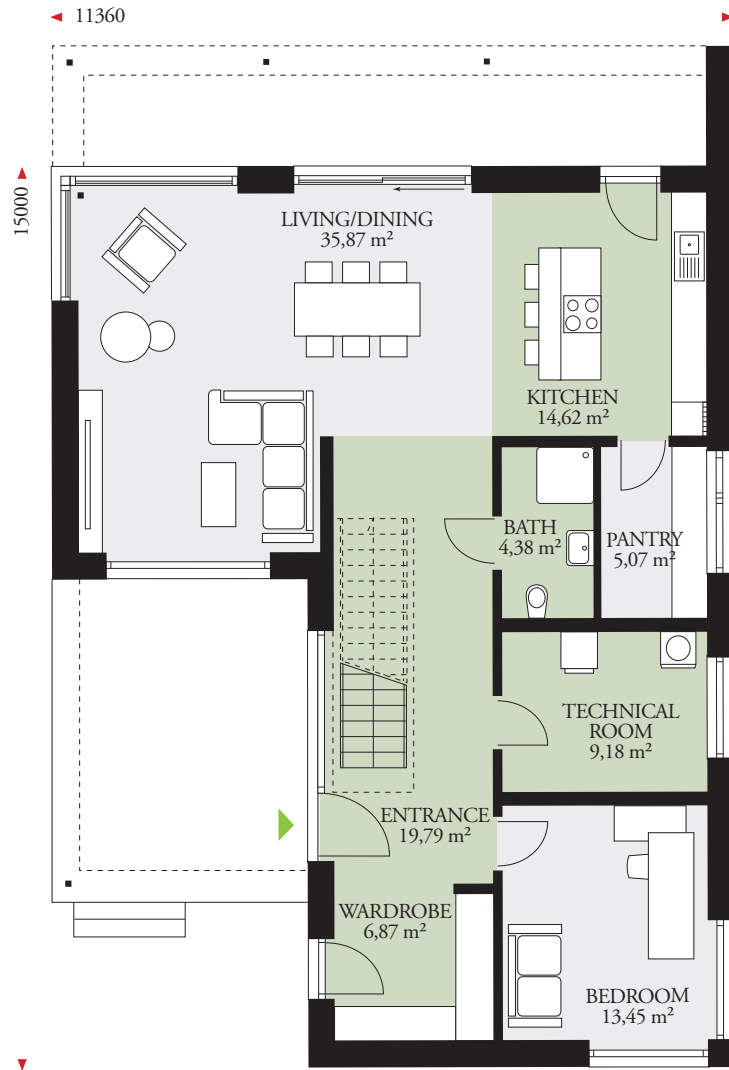 11360
15000
LIVING/DINING
35,87 m²
KITCHEN
14,62 m²
BATH
4,38 m²
PANTRY
5,07 m²
TECHNICAL
ROOM
9,18 m²
ENTRANCE
19,79 m²
WARDROBE
6,87 m²
BEDROOM
13,45 m²